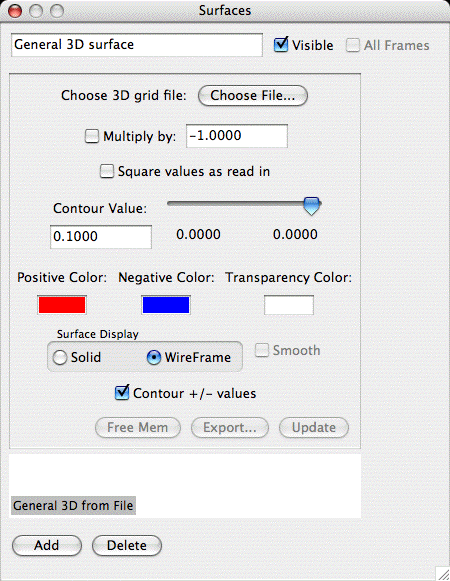 Surfaces
General 3D surface Visible All Frames
Choose 3D grid file: Choose File...
Multiply by: -1.0000
Square values as read in
Contour Value:
0.1000 0.0000 0.0000
Positive Color: Negative Color: Transparency Color:
Surface Display
Solid WireFrame Smooth
Contour +/- values
Free Mem Export... Update
General 3D from File
Add Delete